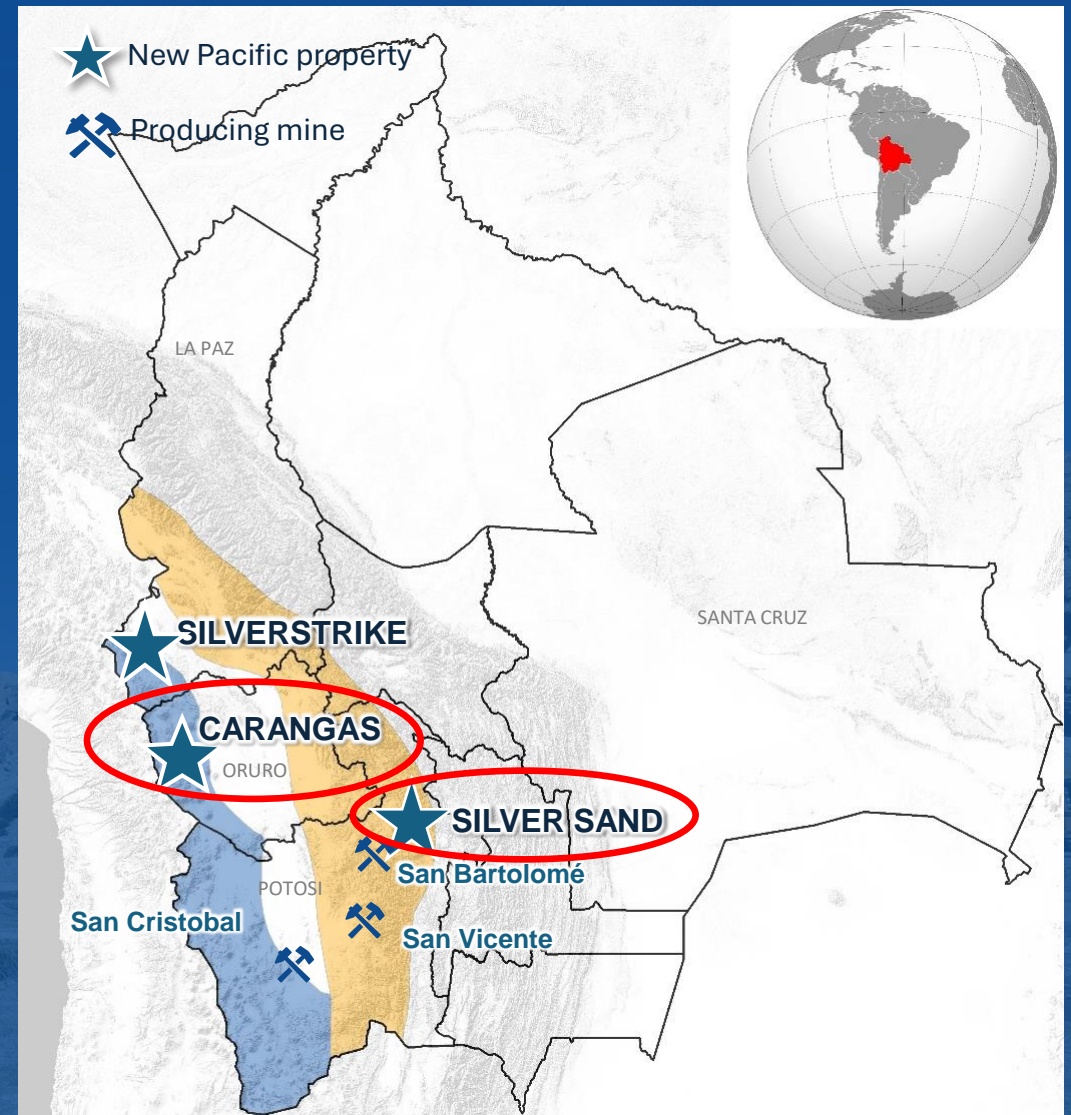 New Pacific property
Producing mine
LA PAZ
SANTA CRUZ
SILVERSTRIKE
CARANGAS
ORURO
SILVER SAND
San Bartolomé
POTOSI
San Cristobal
San Vicente